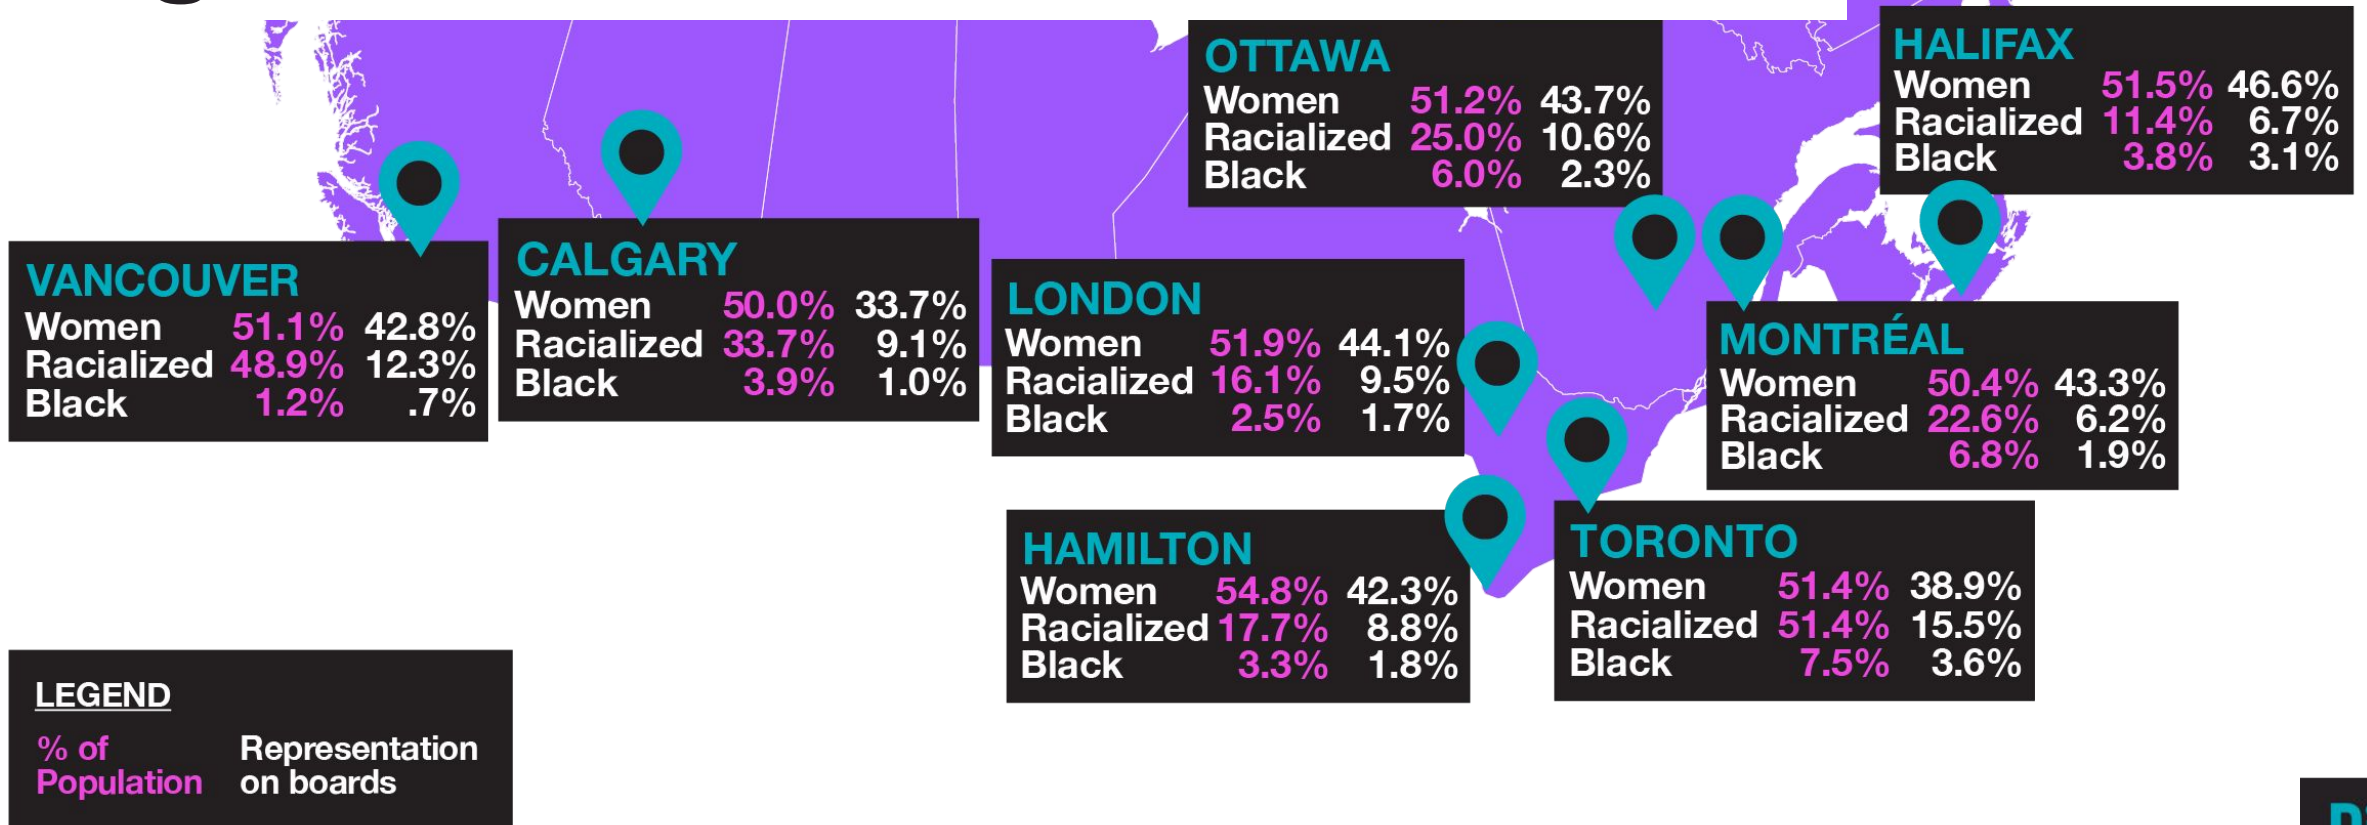 OTTAWA
Women 51.2% 43.7%
Racialized 25.0% 10.6%
Black 6.0% 2.3%
HALIFAX
Women 51.5% 46.6%
Racialized 11.4% 6.7%
Black 3.8% 3.1%
VANCOUVER
Women 51.1% 42.8%
Racialized 48.9% 12.3%
Black 1.2% .7%
CALGARY
Women 50.0% 33.7%
Racialized 33.7% 9.1%
Black 3.9% 1.0%
LONDON
Women 51.9% 44.1%
Racialized 16.1% 9.5%
Black 2.5% 1.7%
MONTRÉAL
Women 50.4% 43.3%
Racialized 22.6% 6.2%
Black 6.8% 1.9%
HAMILTON
Women 54.8% 42.3%
Racialized 17.7% 8.8%
Black 3.3% 1.8%
TORONTO
Women 51.4% 38.9%
Racialized 51.4% 15.5%
Black 7.5% 3.6%
LEGEND
% of Representation
Population on boards